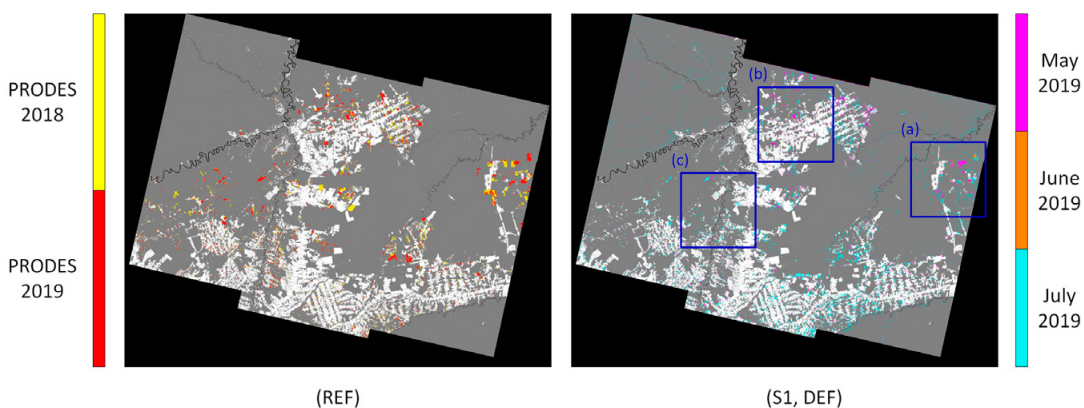 PRODES
2018
PRODES
2019
(REF)
(b)
(a)
(c)
(S1, DEF)
May
2019
June
2019
July
2019